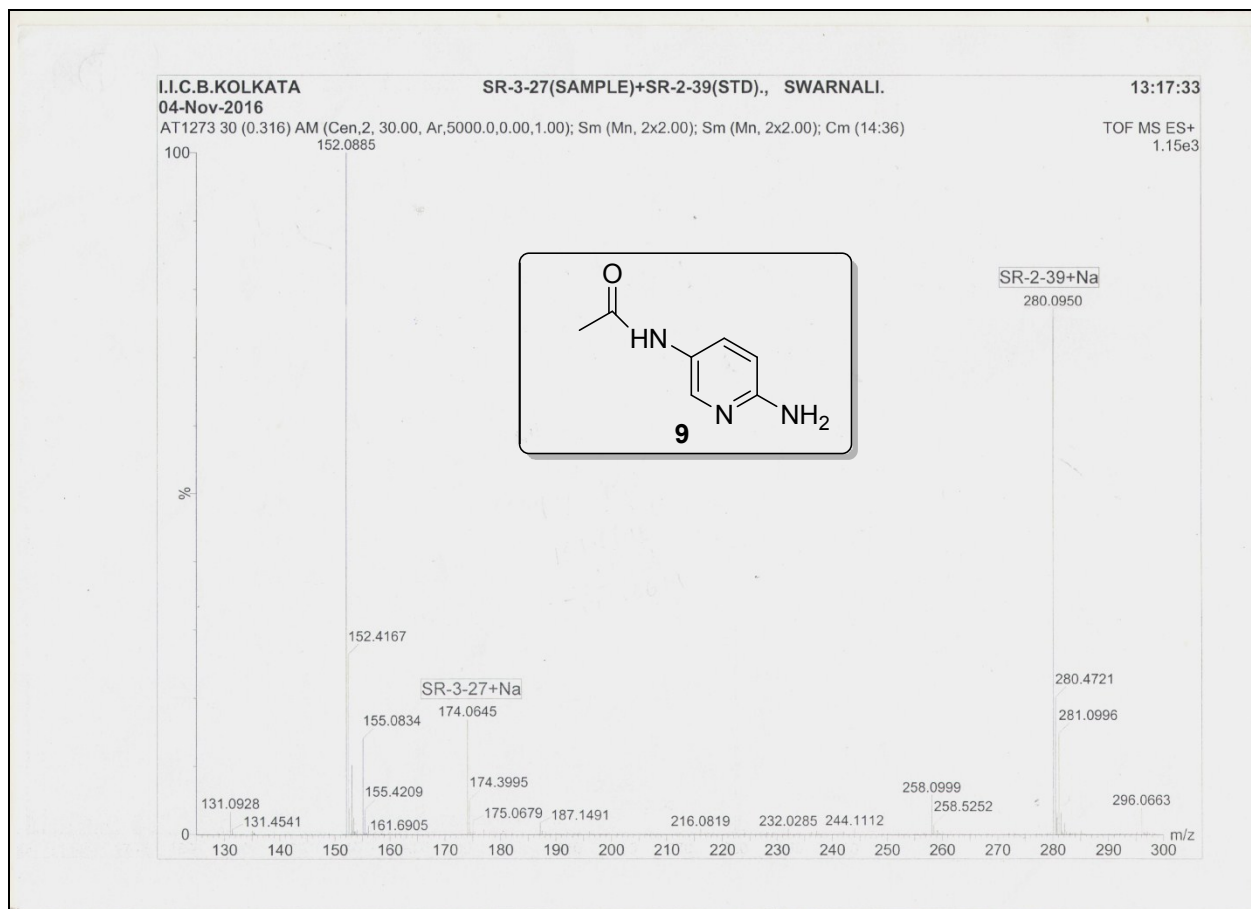 I.I.C.B.KOLKATA SR-3-27(SAMPLE)+SR-2-39(STD)., SWARNALI. 13:17:33
04-Nov-2016
AT1273 30 (0.316) AM (Cen,2, 30.00, Ar,5000.0,0.00,1.00); Sm (Mn, 2x2.00); Sm (Mn, 2x2.00); Cm (14:36) TOF MS ES+
1.15e3
100
152.0885
SR-2-39+Na
280.0950
O
HN
N
NH2
9
%
152.4167
SR-3-27+Na
174.0645
155.0834
280.4721
281.0996
174.3995
155.4209
131.0928
131.4541
161.6905
175.0679
187.1491
216.0819
232.0285
244.1112
258.0999
258.5252
296.0663
0
m/z
130 140 150 160 170 180 190 200 210 220 230 240 250 260 270 280 290 300